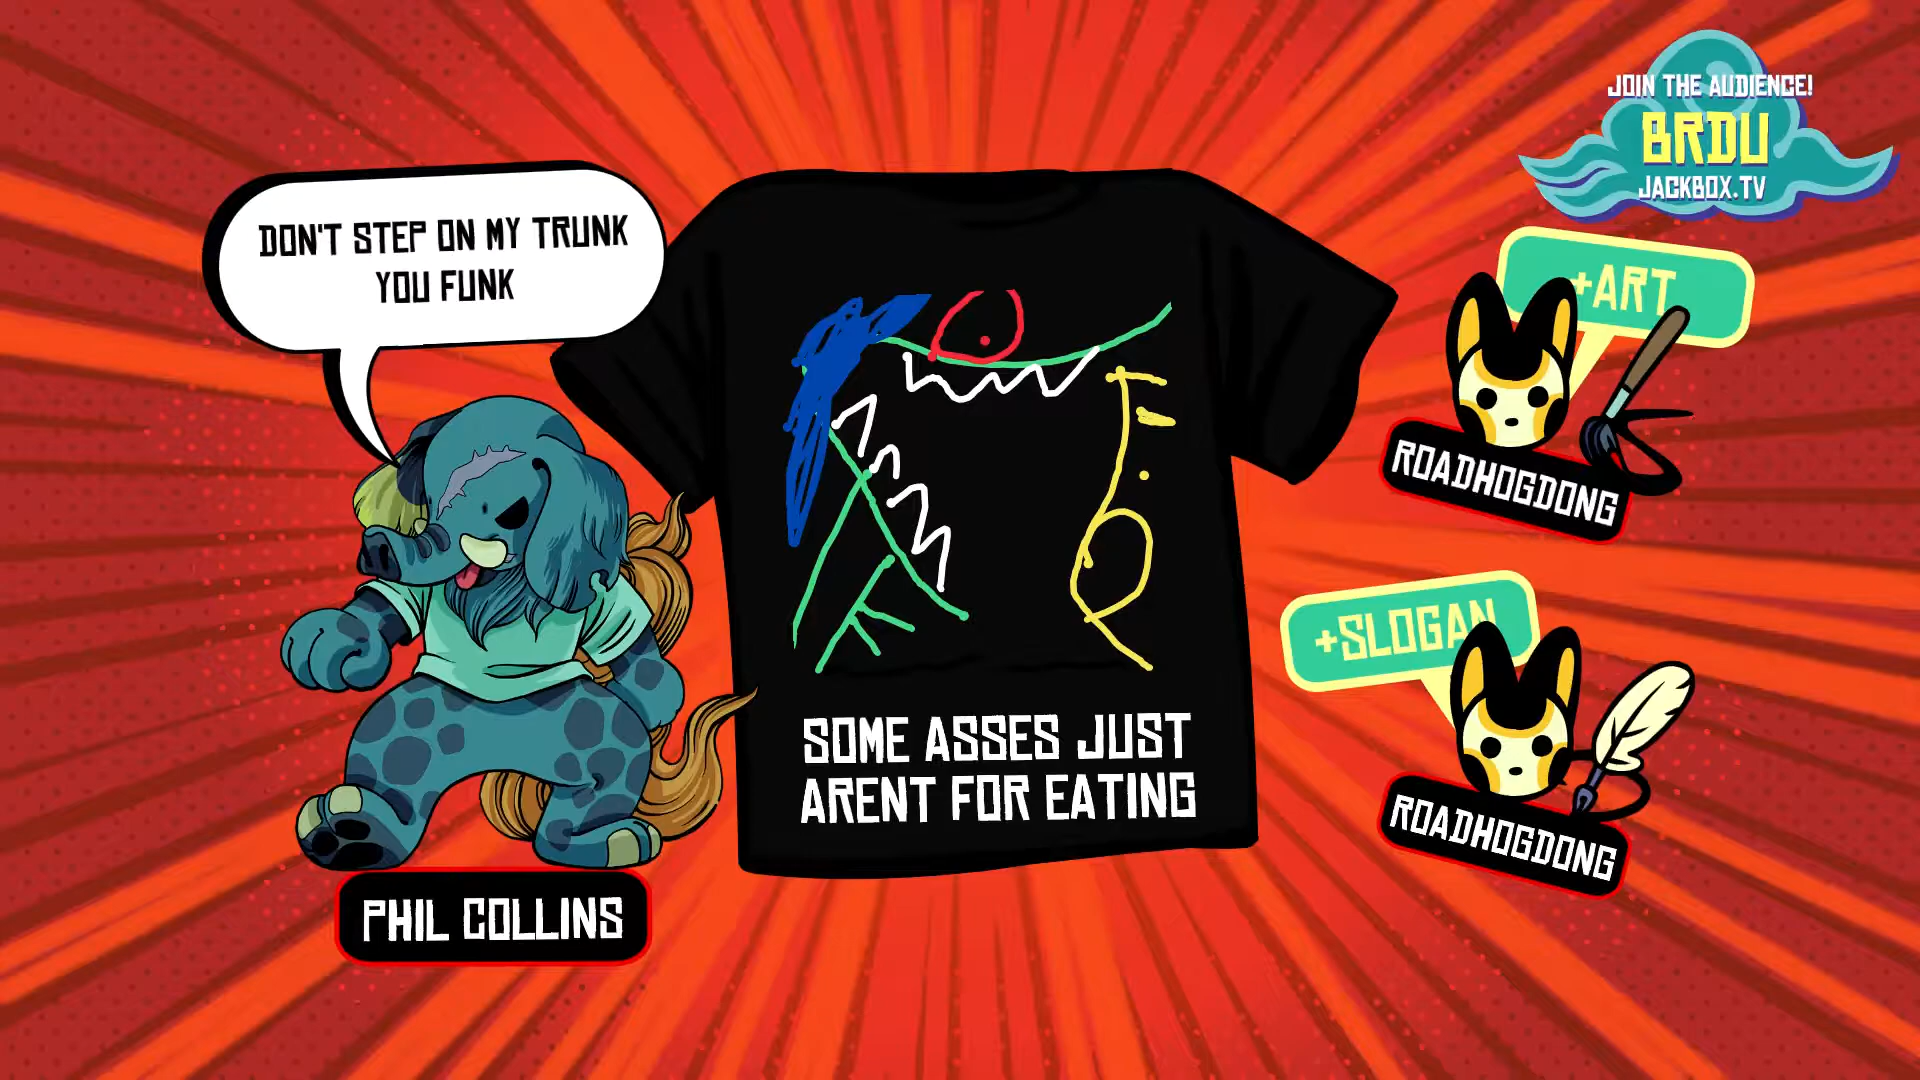 JOIN THE AUDIENCE!
BRDU
JACKBOX.TV
DON'T STEP ON MY TRUNK
YOU FUNK
+ART
ROADHOGDONG
+SLOGAN
ROADHOGDONG
SOME ASSES JUST
ARENT FOR EATING
PHIL COLLINS